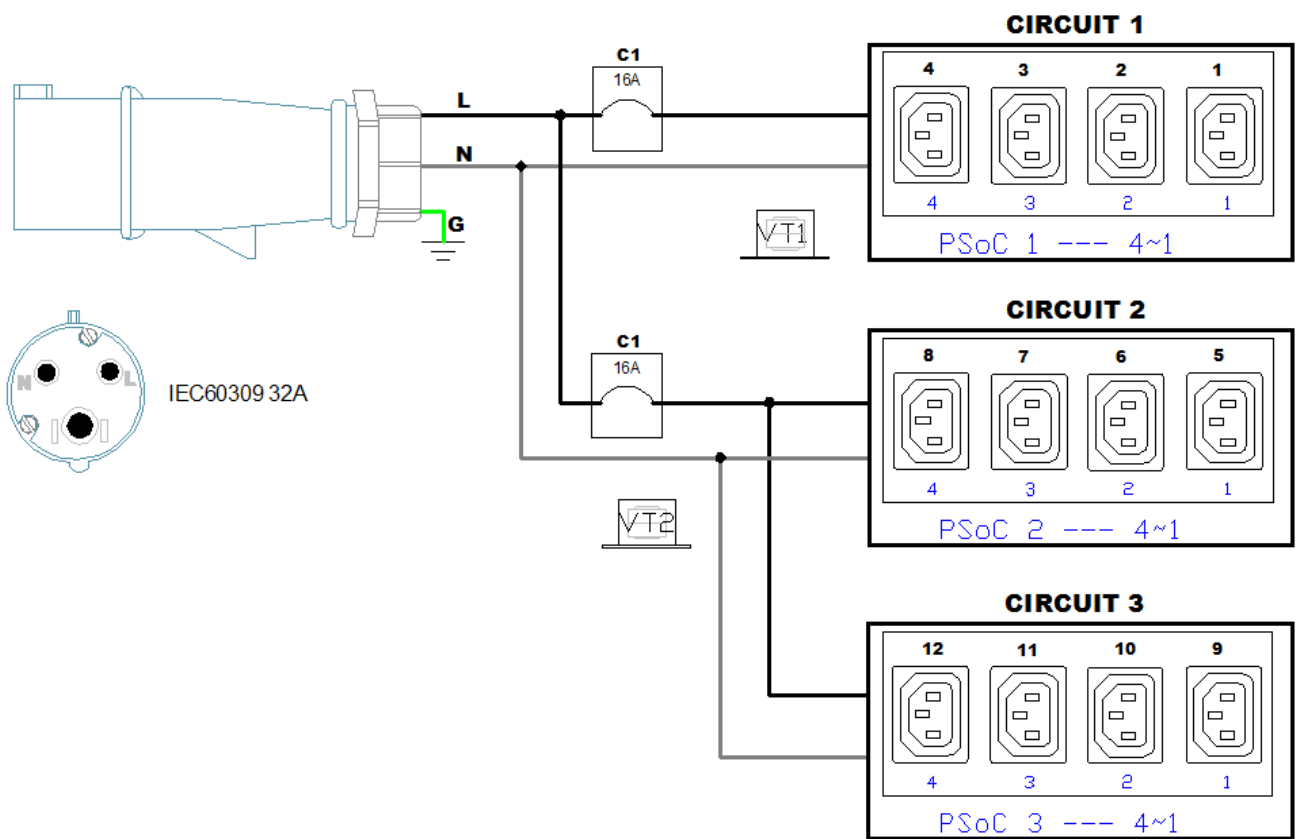 CIRCUIT 1
C1
16A
4 3 2 1
L
N
G
4 3 2 1
PSoC 1 --- 4~1
VT1
CIRCUIT 2
C1
16A
8 7 6 5
N L
IEC60309 32A
4 3 2 1
PSoC 2 --- 4~1
VT2
CIRCUIT 3
12 11 10 9
4 3 2 1
PSoC 3 --- 4~1